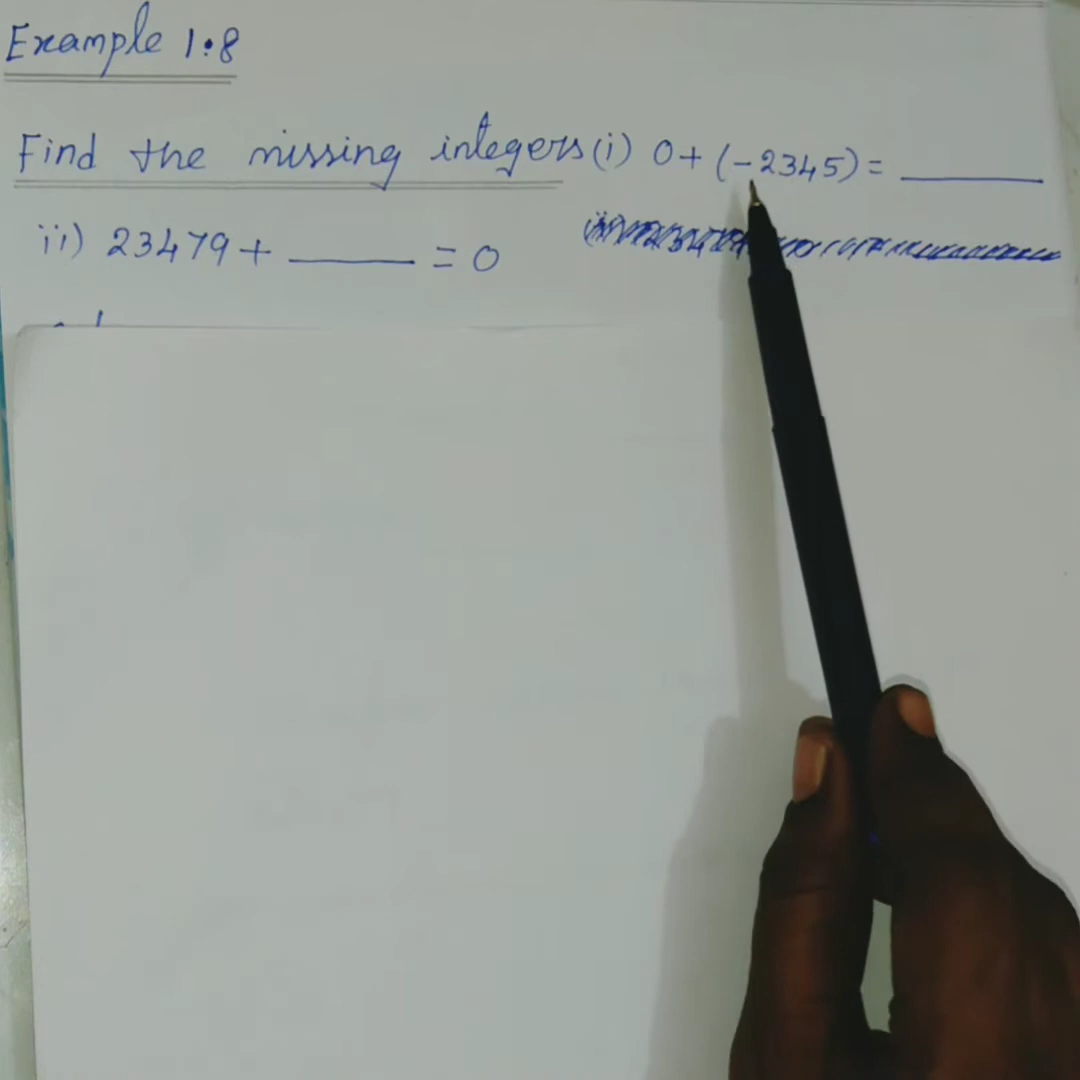 Example 1.8
Find the missing integers (i) 0 + (-2345) = ______
ii) 23479 + ______ = 0